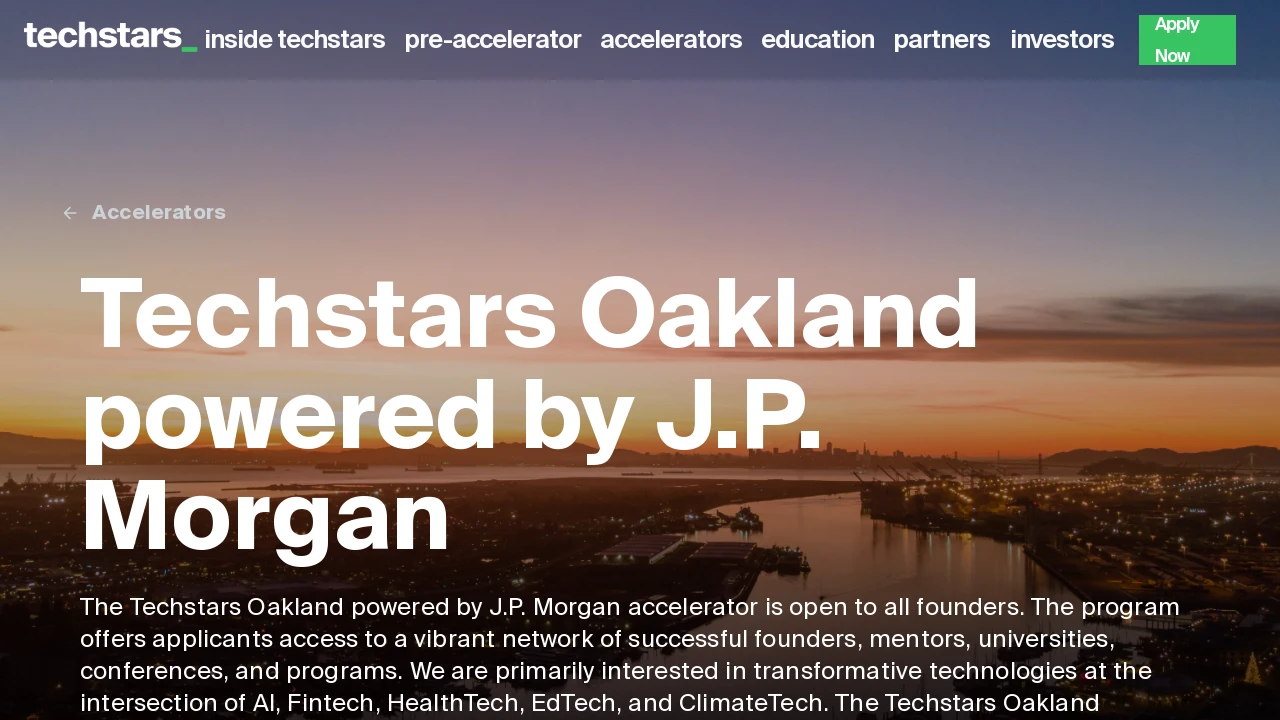 techstars_ inside techstars pre-accelerator accelerators education partners investors Apply Now
Accelerators
Techstars Oakland
powered by J.P.
Morgan
The Techstars Oakland powered by J.P. Morgan accelerator is open to all founders. The program
offers applicants access to a vibrant network of successful founders, mentors, universities,
conferences, and programs. We are primarily interested in transformative technologies at the
intersection of AI, Fintech, HealthTech, EdTech, and ClimateTech. The Techstars Oakland